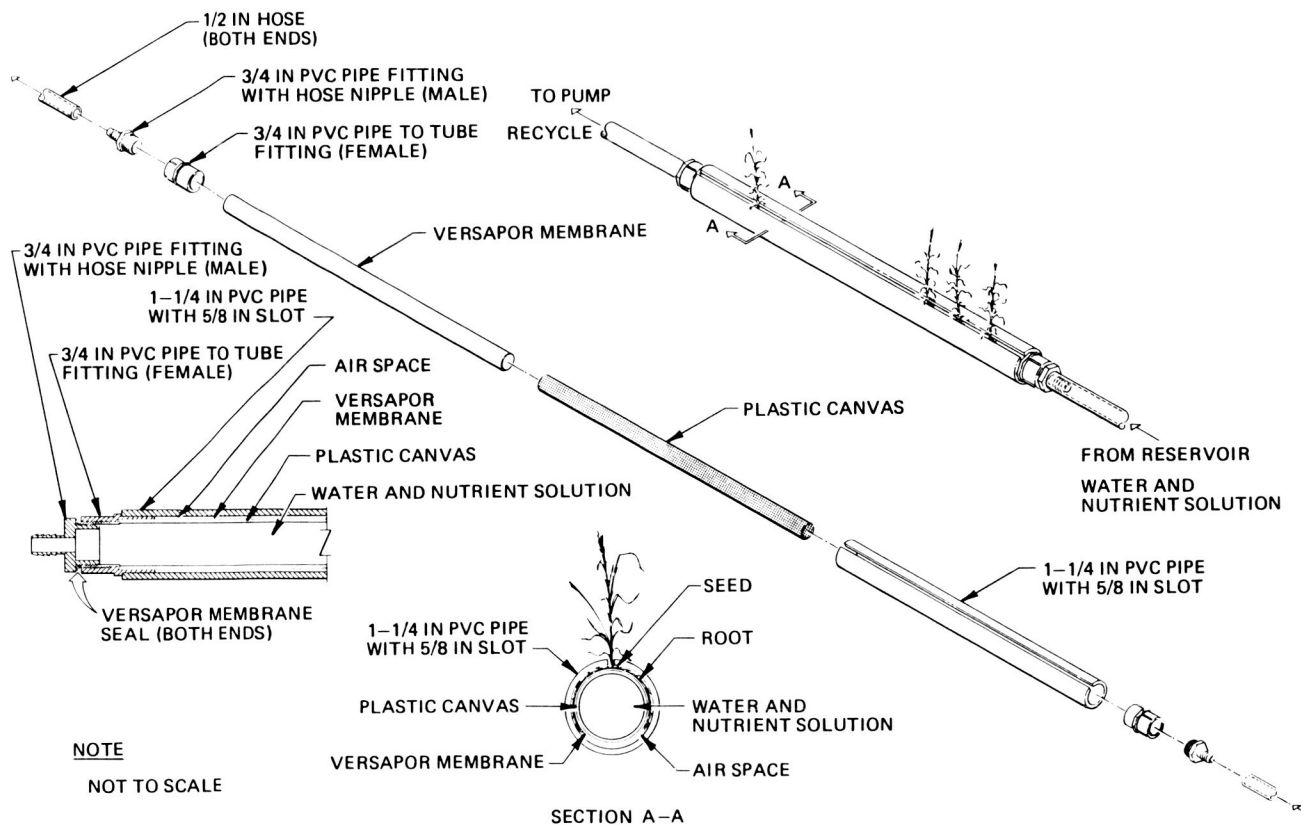 1/2 IN HOSE
(BOTH ENDS)
3/4 IN PVC PIPE FITTING
WITH HOSE NIPPLE (MALE)
3/4 IN PVC PIPE TO TUBE
FITTING (FEMALE)
VERSAPOR MEMBRANE
TO PUMP
RECYCLE
A
A
PLASTIC CANVAS
FROM RESERVOIR
WATER AND
NUTRIENT SOLUTION
1-1/4 IN PVC PIPE
WITH 5/8 IN SLOT
3/4 IN PVC PIPE FITTING
WITH HOSE NIPPLE (MALE)
1-1/4 IN PVC PIPE
WITH 5/8 IN SLOT
3/4 IN PVC PIPE TO TUBE
FITTING (FEMALE)
AIR SPACE
VERSAPOR
MEMBRANE
PLASTIC CANVAS
WATER AND NUTRIENT SOLUTION
VERSAPOR MEMBRANE
SEAL (BOTH ENDS)
1-1/4 IN PVC PIPE
WITH 5/8 IN SLOT
PLASTIC CANVAS
VERSAPOR MEMBRANE
SEED
ROOT
WATER AND
NUTRIENT SOLUTION
AIR SPACE
SECTION A-A
NOTE
NOT TO SCALE